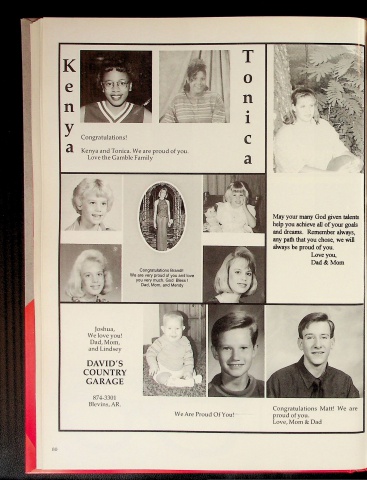 Kenya
Tonica
Congratulations!
Kenya and Tonica. We are proud of you.
Love the Gamble Family
May your many God given talents
help you achieve all of your goals
and dreams. Remember always,
any path that you chose, we will
always be proud of you.
Love you,
Dad & Mom
Congratulations Brandi!
We are very proud of you and love
you very much. God Bless!
Dad, Mom, and Mandy
Joshua,
We love you!
Dad, Mom,
and Lindsey
DAVID'S
COUNTRY
GARAGE
874-3301
Blevins, AR.
We Are Proud Of You!
Congratulations Matt! We are
proud of you.
Love, Mom & Dad